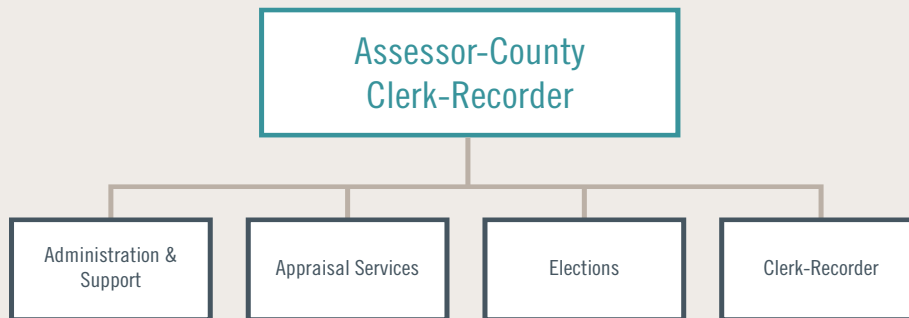 Assessor-County
Clerk-Recorder
Administration &
Support
Appraisal Services
Elections
Clerk-Recorder